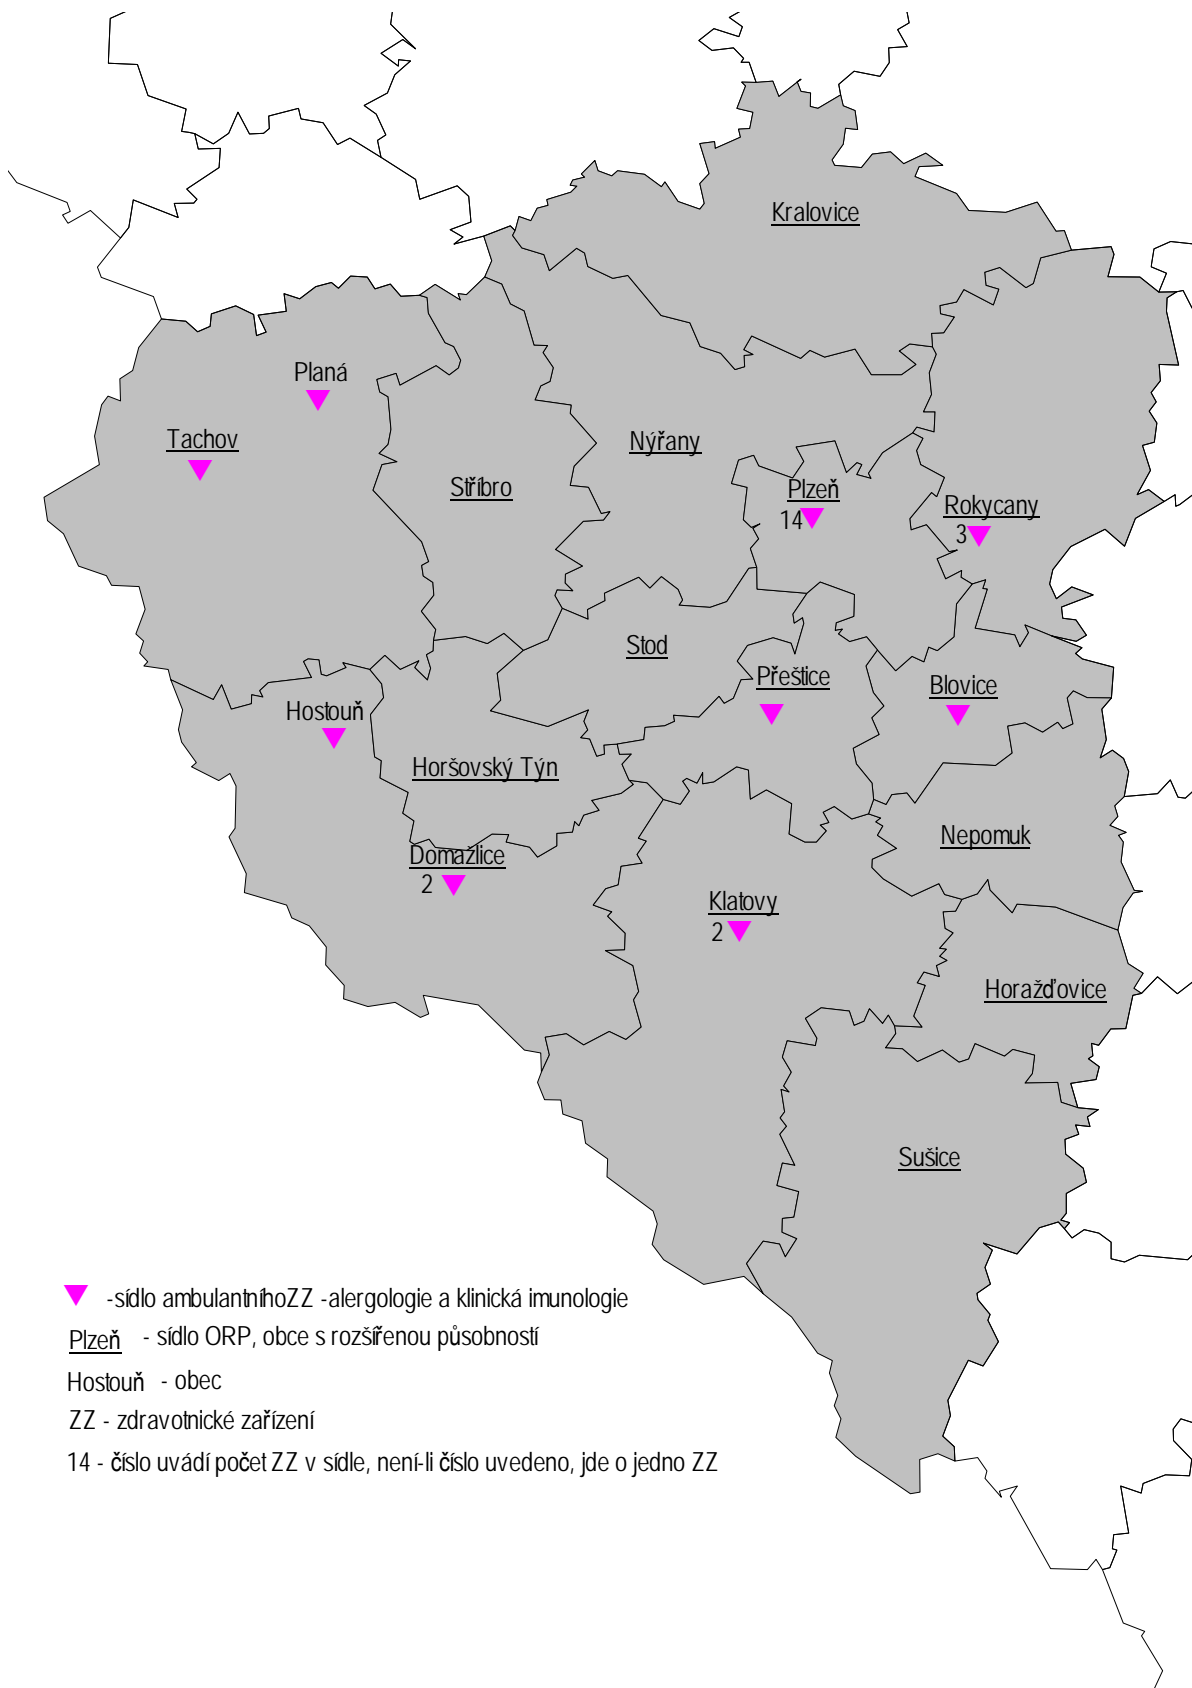 Kralovice
Planá
Tachov
Nýřany
Stříbro
Plzeň
14
Rokycany
3
Stod
Přeštice
Blovice
Hostouň
Horšovský Týn
Nepomuk
Domažlice
2
Klatovy
2
Horažďovice
Sušice
-sídlo ambulantníhoZZ -alergologie a klinická imunologie
Plzeň - sídlo ORP, obce s rozšířenou působností
Hostouň - obec
ZZ - zdravotnické zařízení
14 - číslo uvádí počet ZZ v sídle, není-li číslo uvedeno, jde o jedno ZZ